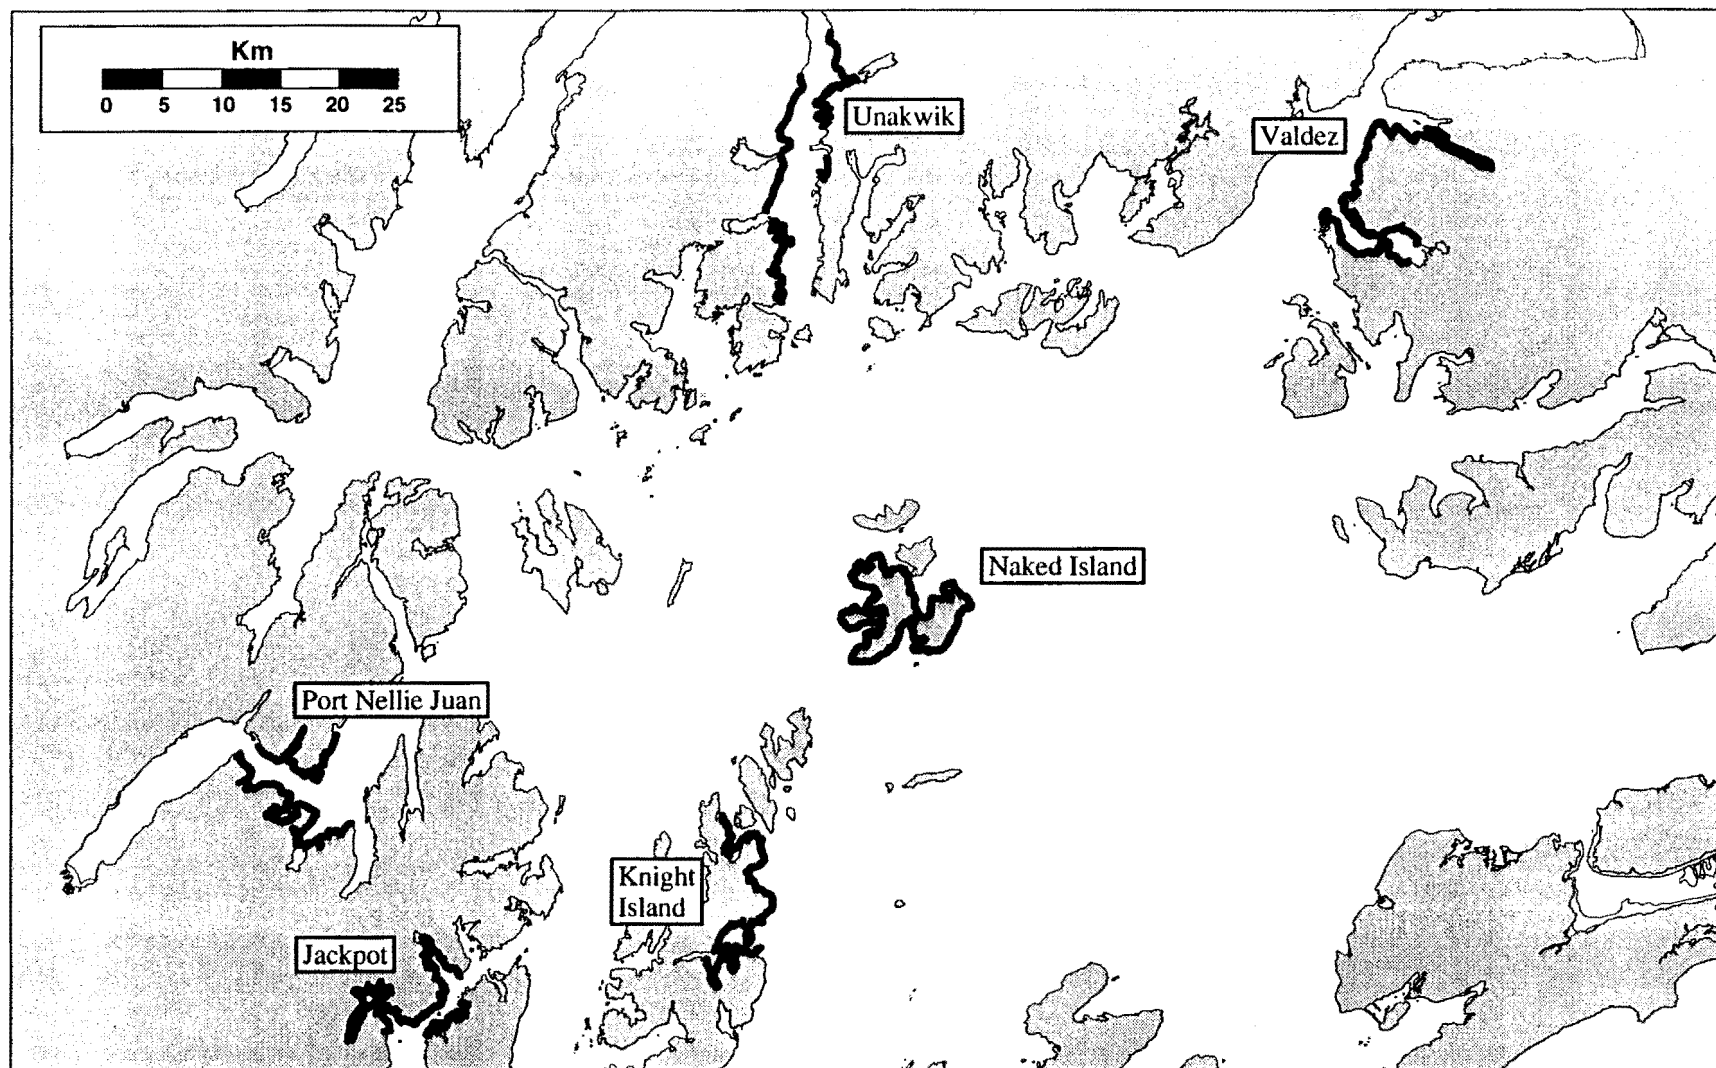 Km
0 5 10 15 20 25
Unakwik
Valdez
Naked Island
Port Nellie Juan
Knight
Island
Jackpot